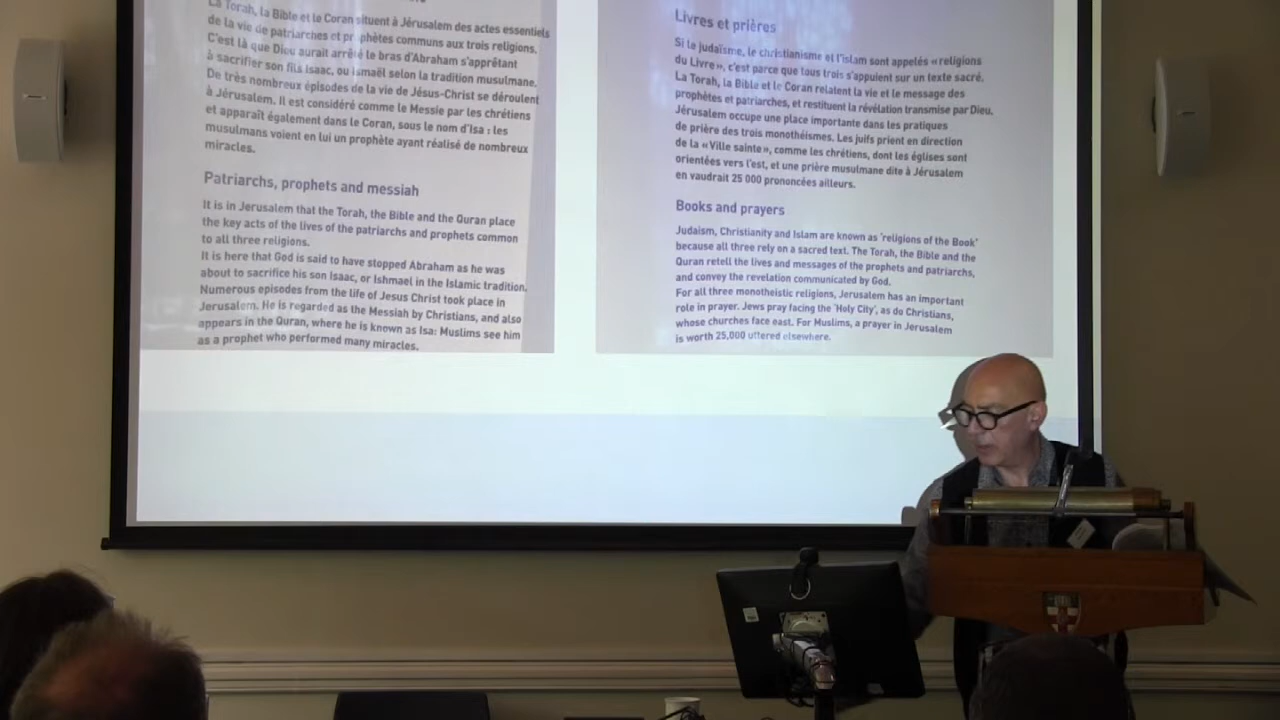 La Torah, la Bible et le Coran situent à Jérusalem des actes essentiels
de la vie de patriarches et prophètes communs aux trois religions.
C'est là que Dieu aurait arrêté le bras d'Abraham s'apprêtant
à sacrifier son fils Isaac, ou Ismaël selon la tradition musulmane.
De très nombreux épisodes de la vie de Jésus-Christ se déroulent
à Jérusalem. Il est considéré comme le Messie par les chrétiens
et apparaît également dans le Coran, sous le nom d'Isa : les
musulmans voient en lui un prophète ayant réalisé de nombreux
miracles.
Patriarchs, prophets and messiah
It is in Jerusalem that the Torah, the Bible and the Quran place
the key acts of the lives of the patriarchs and prophets common
to all three religions.
It is here that God is said to have stopped Abraham as he was
about to sacrifice his son Isaac, or Ishmael in the Islamic tradition.
Numerous episodes from the life of Jesus Christ took place in
Jerusalem. He is regarded as the Messiah by Christians, and also
appears in the Quran, where he is known as Isa: Muslims see him
as a prophet who performed many miracles.
Livres et prières
Si le judaïsme, le christianisme et l'islam sont appelés « religions
du Livre », c'est parce que tous trois s'appuient sur un texte sacré.
La Torah, la Bible et le Coran relatent la vie et le message des
prophètes et patriarches, et restituent la révélation transmise par Dieu.
Jérusalem occupe une place importante dans les pratiques
de prière des trois monothéismes. Les juifs prient en direction
de la « Ville sainte », comme les chrétiens, dont les églises sont
orientées vers l'est, et une prière musulmane dite à Jérusalem
en vaudrait 25 000 prononcées ailleurs.
Books and prayers
Judaism, Christianity and Islam are known as 'religions of the Book'
because all three rely on a sacred text. The Torah, the Bible and the
Quran retell the lives and messages of the prophets and patriarchs,
and convey the revelation communicated by God.
For all three monotheistic religions, Jerusalem has an important
role in prayer. Jews pray facing the 'Holy City', as do Christians,
whose churches face east. For Muslims, a prayer in Jerusalem
is worth 25,000 uttered elsewhere.